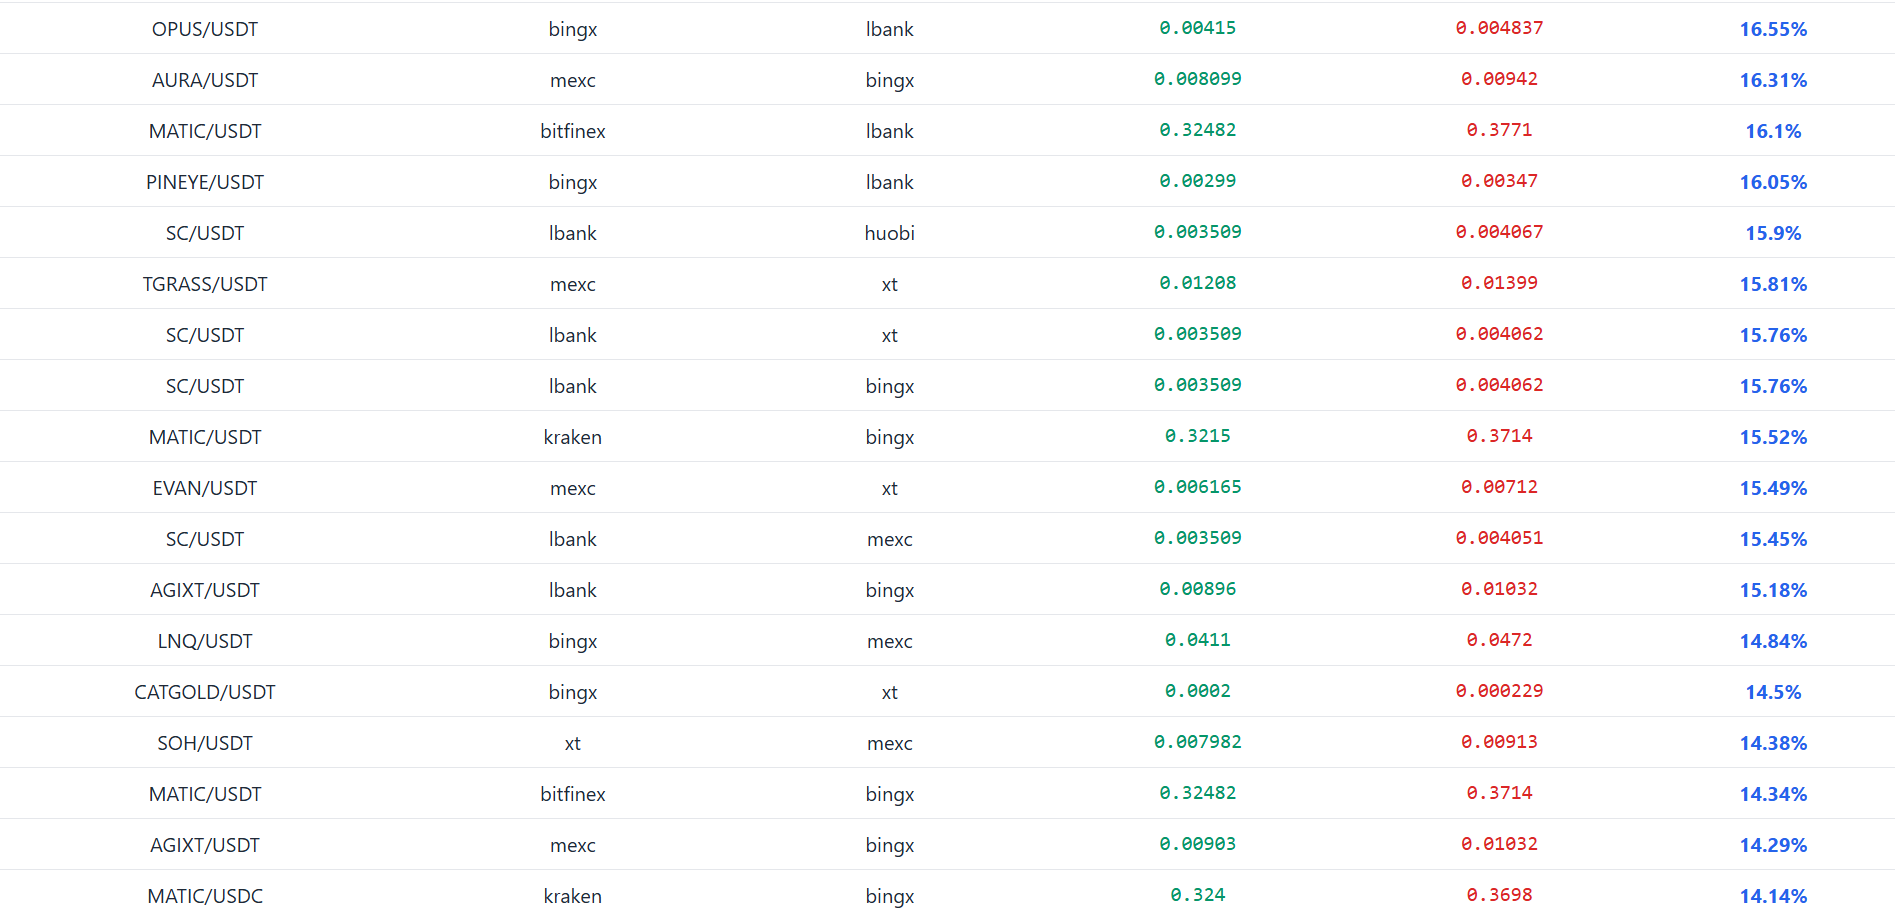 OPUS/USDT bingx lbank 0.00415 0.004837 16.55%
AURA/USDT mexc bingx 0.008099 0.00942 16.31%
MATIC/USDT bitfinex lbank 0.32482 0.3771 16.1%
PINEYE/USDT bingx lbank 0.00299 0.00347 16.05%
SC/USDT lbank huobi 0.003509 0.004067 15.9%
TGRASS/USDT mexc xt 0.01208 0.01399 15.81%
SC/USDT lbank xt 0.003509 0.004062 15.76%
SC/USDT lbank bingx 0.003509 0.004062 15.76%
MATIC/USDT kraken bingx 0.3215 0.3714 15.52%
EVAN/USDT mexc xt 0.006165 0.00712 15.49%
SC/USDT lbank mexc 0.003509 0.004051 15.45%
AGIXT/USDT lbank bingx 0.00896 0.01032 15.18%
LNQ/USDT bingx mexc 0.0411 0.0472 14.84%
CATGOLD/USDT bingx xt 0.0002 0.000229 14.5%
SOH/USDT xt mexc 0.007982 0.00913 14.38%
MATIC/USDT bitfinex bingx 0.32482 0.3714 14.34%
AGIXT/USDT mexc bingx 0.00903 0.01032 14.29%
MATIC/USDC kraken bingx 0.324 0.3698 14.14%